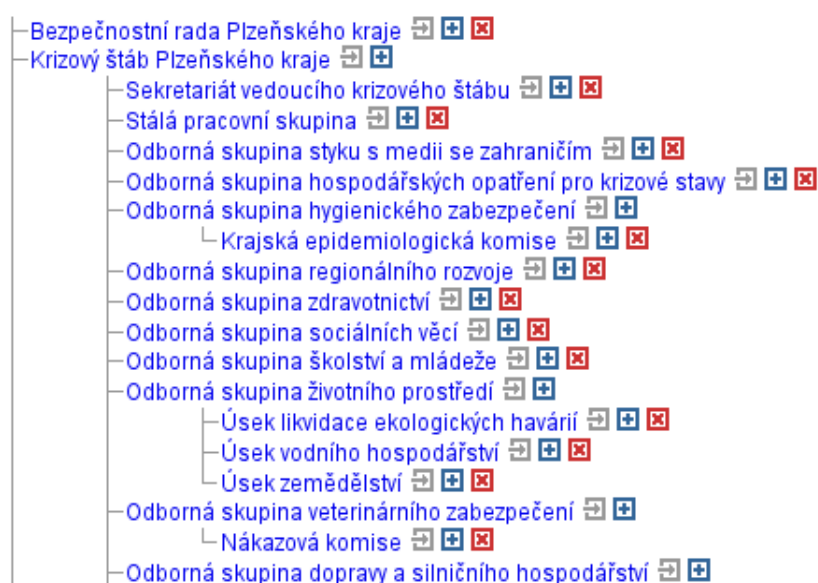 Bezpečnostní rada Plzeňského kraje
Krizový štáb Plzeňského kraje
Sekretariát vedoucího krizového štábu
Stálá pracovní skupina
Odborná skupina styku s medii se zahraničím
Odborná skupina hospodářských opatření pro krizové stavy
Odborná skupina hygienického zabezpečení
Krajská epidemiologická komise
Odborná skupina regionálního rozvoje
Odborná skupina zdravotnictví
Odborná skupina sociálních věcí
Odborná skupina školství a mládeže
Odborná skupina životního prostředí
Úsek likvidace ekologických havárií
Úsek vodního hospodářství
Úsek zemědělství
Odborná skupina veterinárního zabezpečení
Nákazová komise
Odborná skupina dopravy a silničního hospodářství